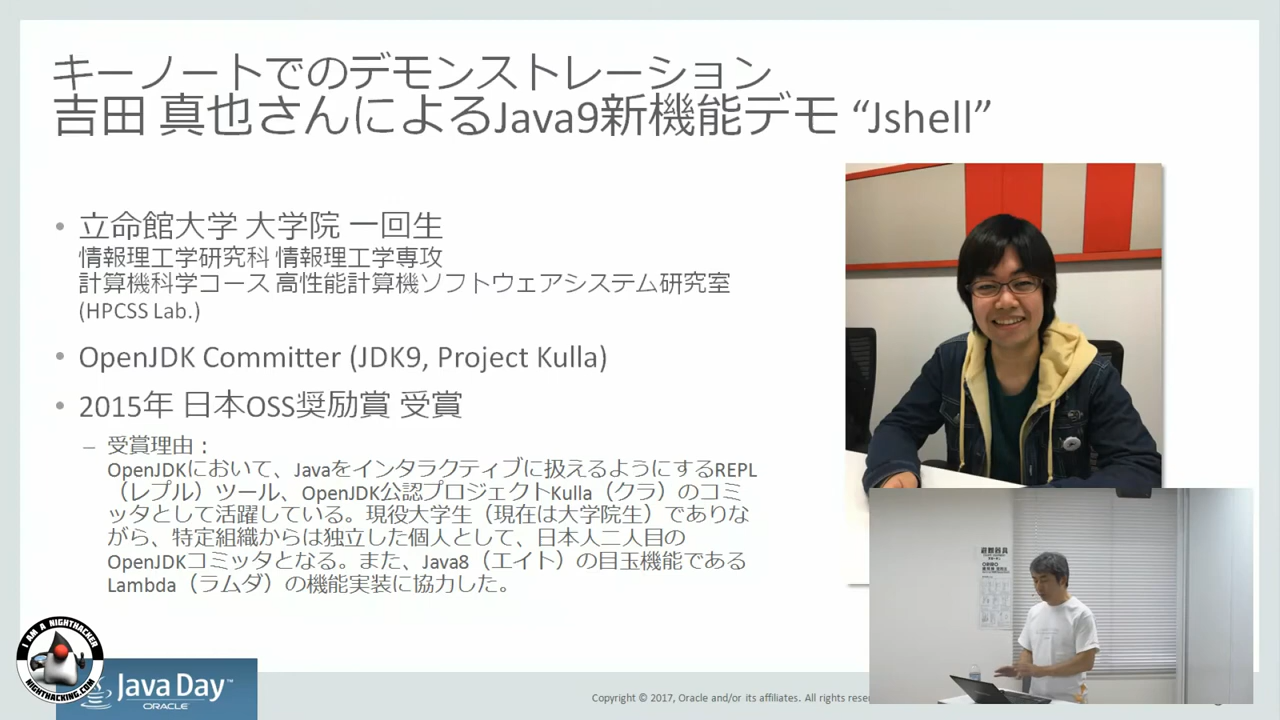 キーノートでのデモンストレーション
吉田 真也さんによるJava9新機能デモ “Jshell”
• 立命館大学 大学院 一回生
情報理工学研究科 情報理工学専攻
計算機科学コース 高性能計算機ソフトウェアシステム研究室
(HPCSS Lab.)
• OpenJDK Committer (JDK9, Project Kulla)
• 2015年 日本OSS奨励賞 受賞
– 受賞理由：
OpenJDKにおいて、Javaをインタラクティブに扱えるようにするREPL
（レプル）ツール、OpenJDK公認プロジェクトKulla（クラ）のコミ
ッタとして活躍している。現役大学生（現在は大学院生）でありな
がら、特定組織からは独立した個人として、日本人二人目の
OpenJDKコミッタとなる。また、Java8（エイト）の目玉機能である
Lambda（ラムダ）の機能実装に協力した。
避難器具
I AM A NIGHTHACKER
NIGHTHACKING.COM
Java Day™
ORACLE
Copyright © 2017, Oracle and/or its affiliates. All rights